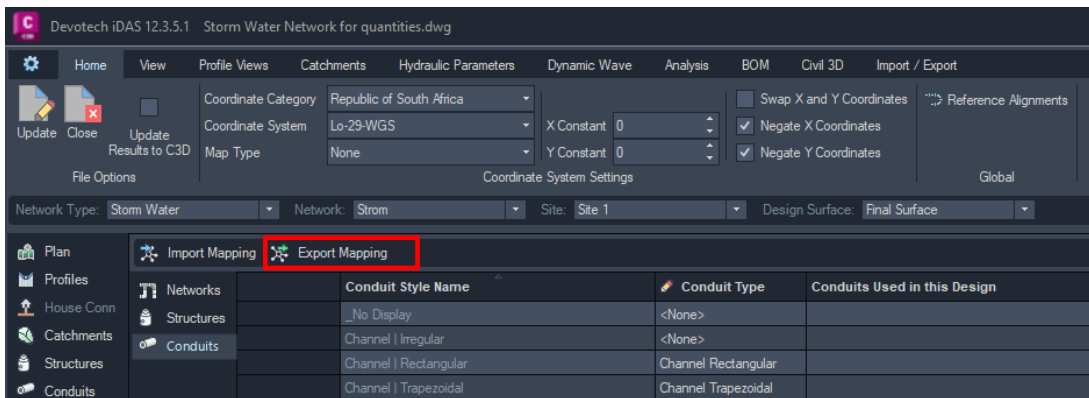 Devotech iDAS 12.3.5.1 Storm Water Network for quantities.dwg
Home View Profile Views Catchments Hydraulic Parameters Dynamic Wave Analysis BOM Civil 3D Import / Export
Coordinate Category Republic of South Africa Swap X and Y Coordinates Reference Alignments
Update Close Update Results to C3D Coordinate System Lo-29-WGS X Constant 0 Negate X Coordinates
Map Type None Y Constant 0 Negate Y Coordinates
File Options Coordinate System Settings Global
Network Type: Storm Water Network: Strom Site: Site 1 Design Surface: Final Surface
Plan Import Mapping Export Mapping
Profiles Networks Conduit Style Name Conduit Type Conduits Used in this Design
House Conn Structures _No Display <None>
Catchments Conduits Channel | Irregular <None>
Structures Channel | Rectangular Channel Rectangular
Conduits Channel | Trapezoidal Channel Trapezoidal